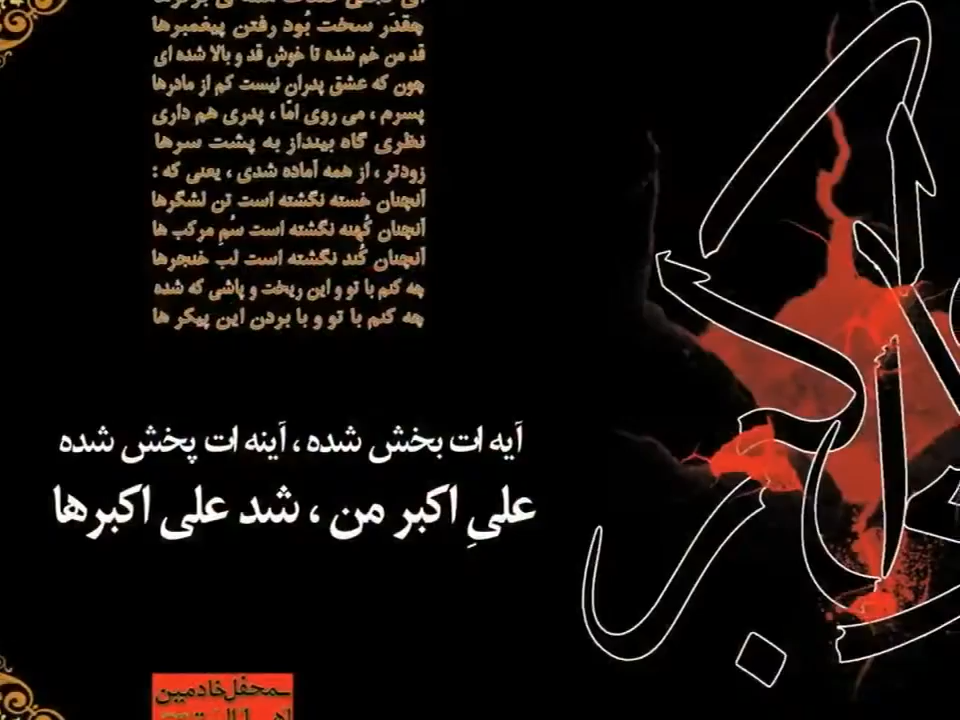 چقدَر سخت بُود رفتن پیغمبرها
قد من خم شده تا خوش قد و بالا شده ای
چون که عشق پدران نیست کم از مادرها
پسرم ، می روی امّا ، پدری هم داری
نظری گاه بینداز به پشت سرها
زودتر ، از همه آماده شدی ، یعنی که :
آنچنان خسته نگشته است تن لشگرها
آنچنان کُهنه نگشته است سُمِ مرکب ها
آنچنان کُند نگشته است لب خنجرها
چه کنم با تو و این ریخت و پاشی که شده
چه کنم با تو و با بردن این پیکر ها
آیه ات بخش شده ، آینه ات پخش شده
علیِ اکبر من ، شد علی اکبرها
محفل خادمین